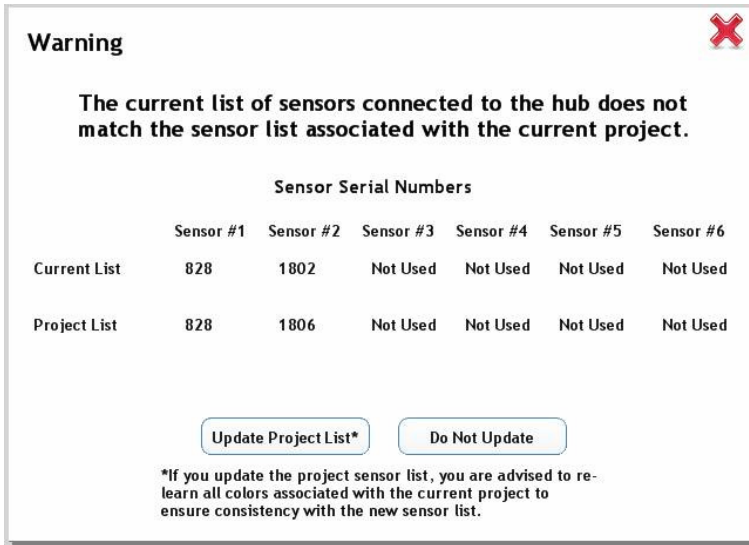 Warning
The current list of sensors connected to the hub does not
match the sensor list associated with the current project.
Sensor Serial Numbers
Sensor #1 Sensor #2 Sensor #3 Sensor #4 Sensor #5 Sensor #6
Current List 828 1802 Not Used Not Used Not Used Not Used
Project List 828 1806 Not Used Not Used Not Used Not Used
Update Project List* Do Not Update
*If you update the project sensor list, you are advised to re-
learn all colors associated with the current project to
ensure consistency with the new sensor list.